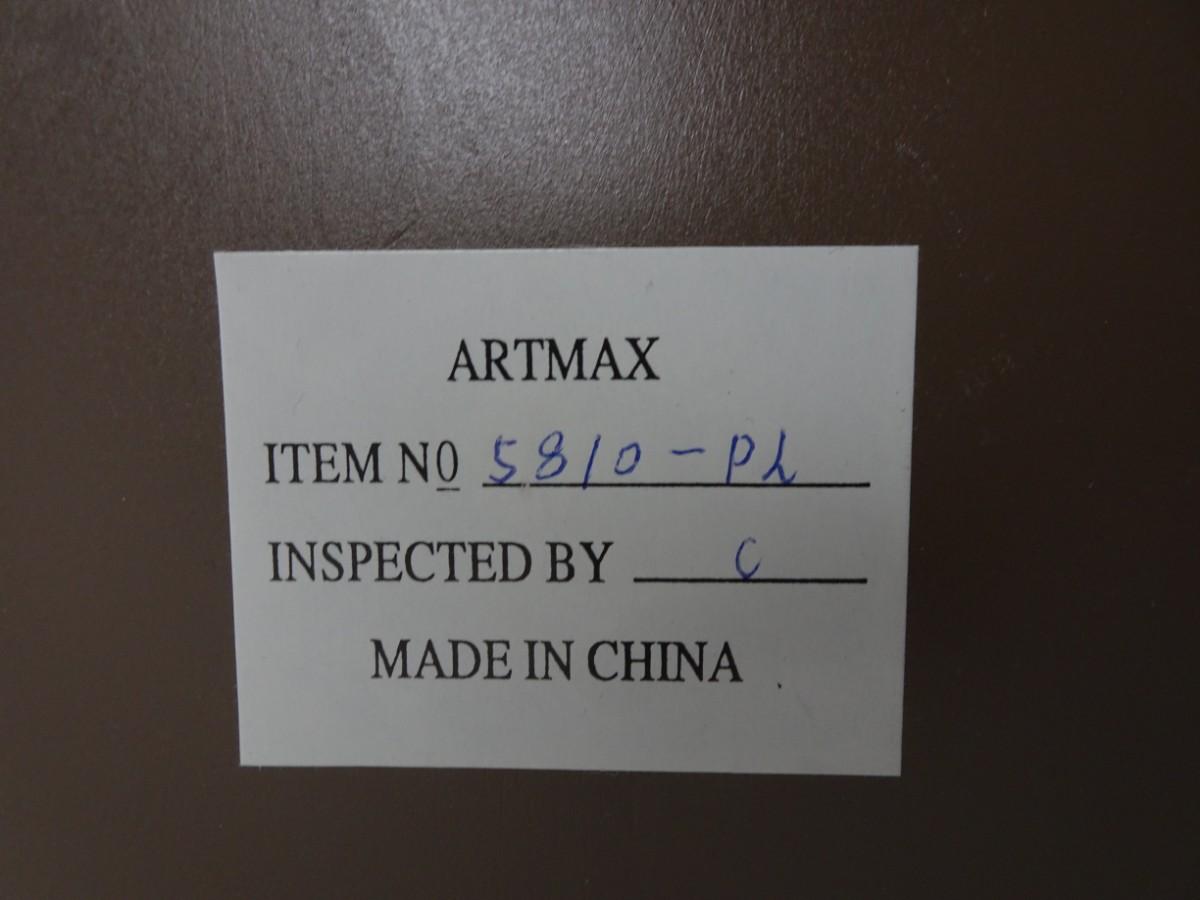 ARTMAX
ITEM NO 5810-PL
INSPECTED BY C
MADE IN CHINA